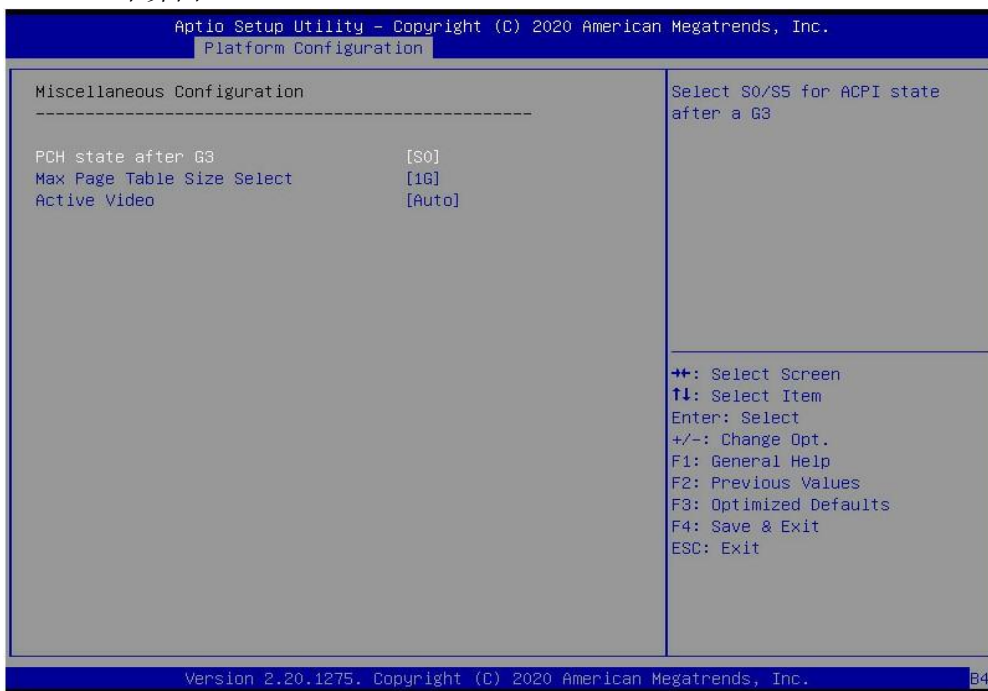 Aptio Setup Utility – Copyright (C) 2020 American Megatrends, Inc.
Platform Configuration
Miscellaneous Configuration
--------------------------------------------------
PCH state after G3 [S0]
Max Page Table Size Select [1G]
Active Video [Auto]
Select S0/S5 for ACPI state
after a G3
→←: Select Screen
↑↓: Select Item
Enter: Select
+/-: Change Opt.
F1: General Help
F2: Previous Values
F3: Optimized Defaults
F4: Save & Exit
ESC: Exit
Version 2.20.1275. Copyright (C) 2020 American Megatrends, Inc.
B4